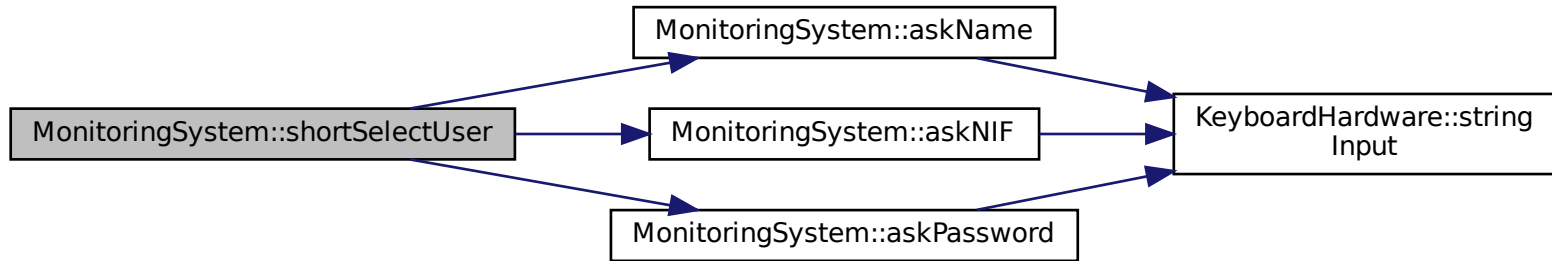 MonitoringSystem::askName
MonitoringSystem::shortSelectUser
MonitoringSystem::askNIF
KeyboardHardware::string
Input
MonitoringSystem::askPassword